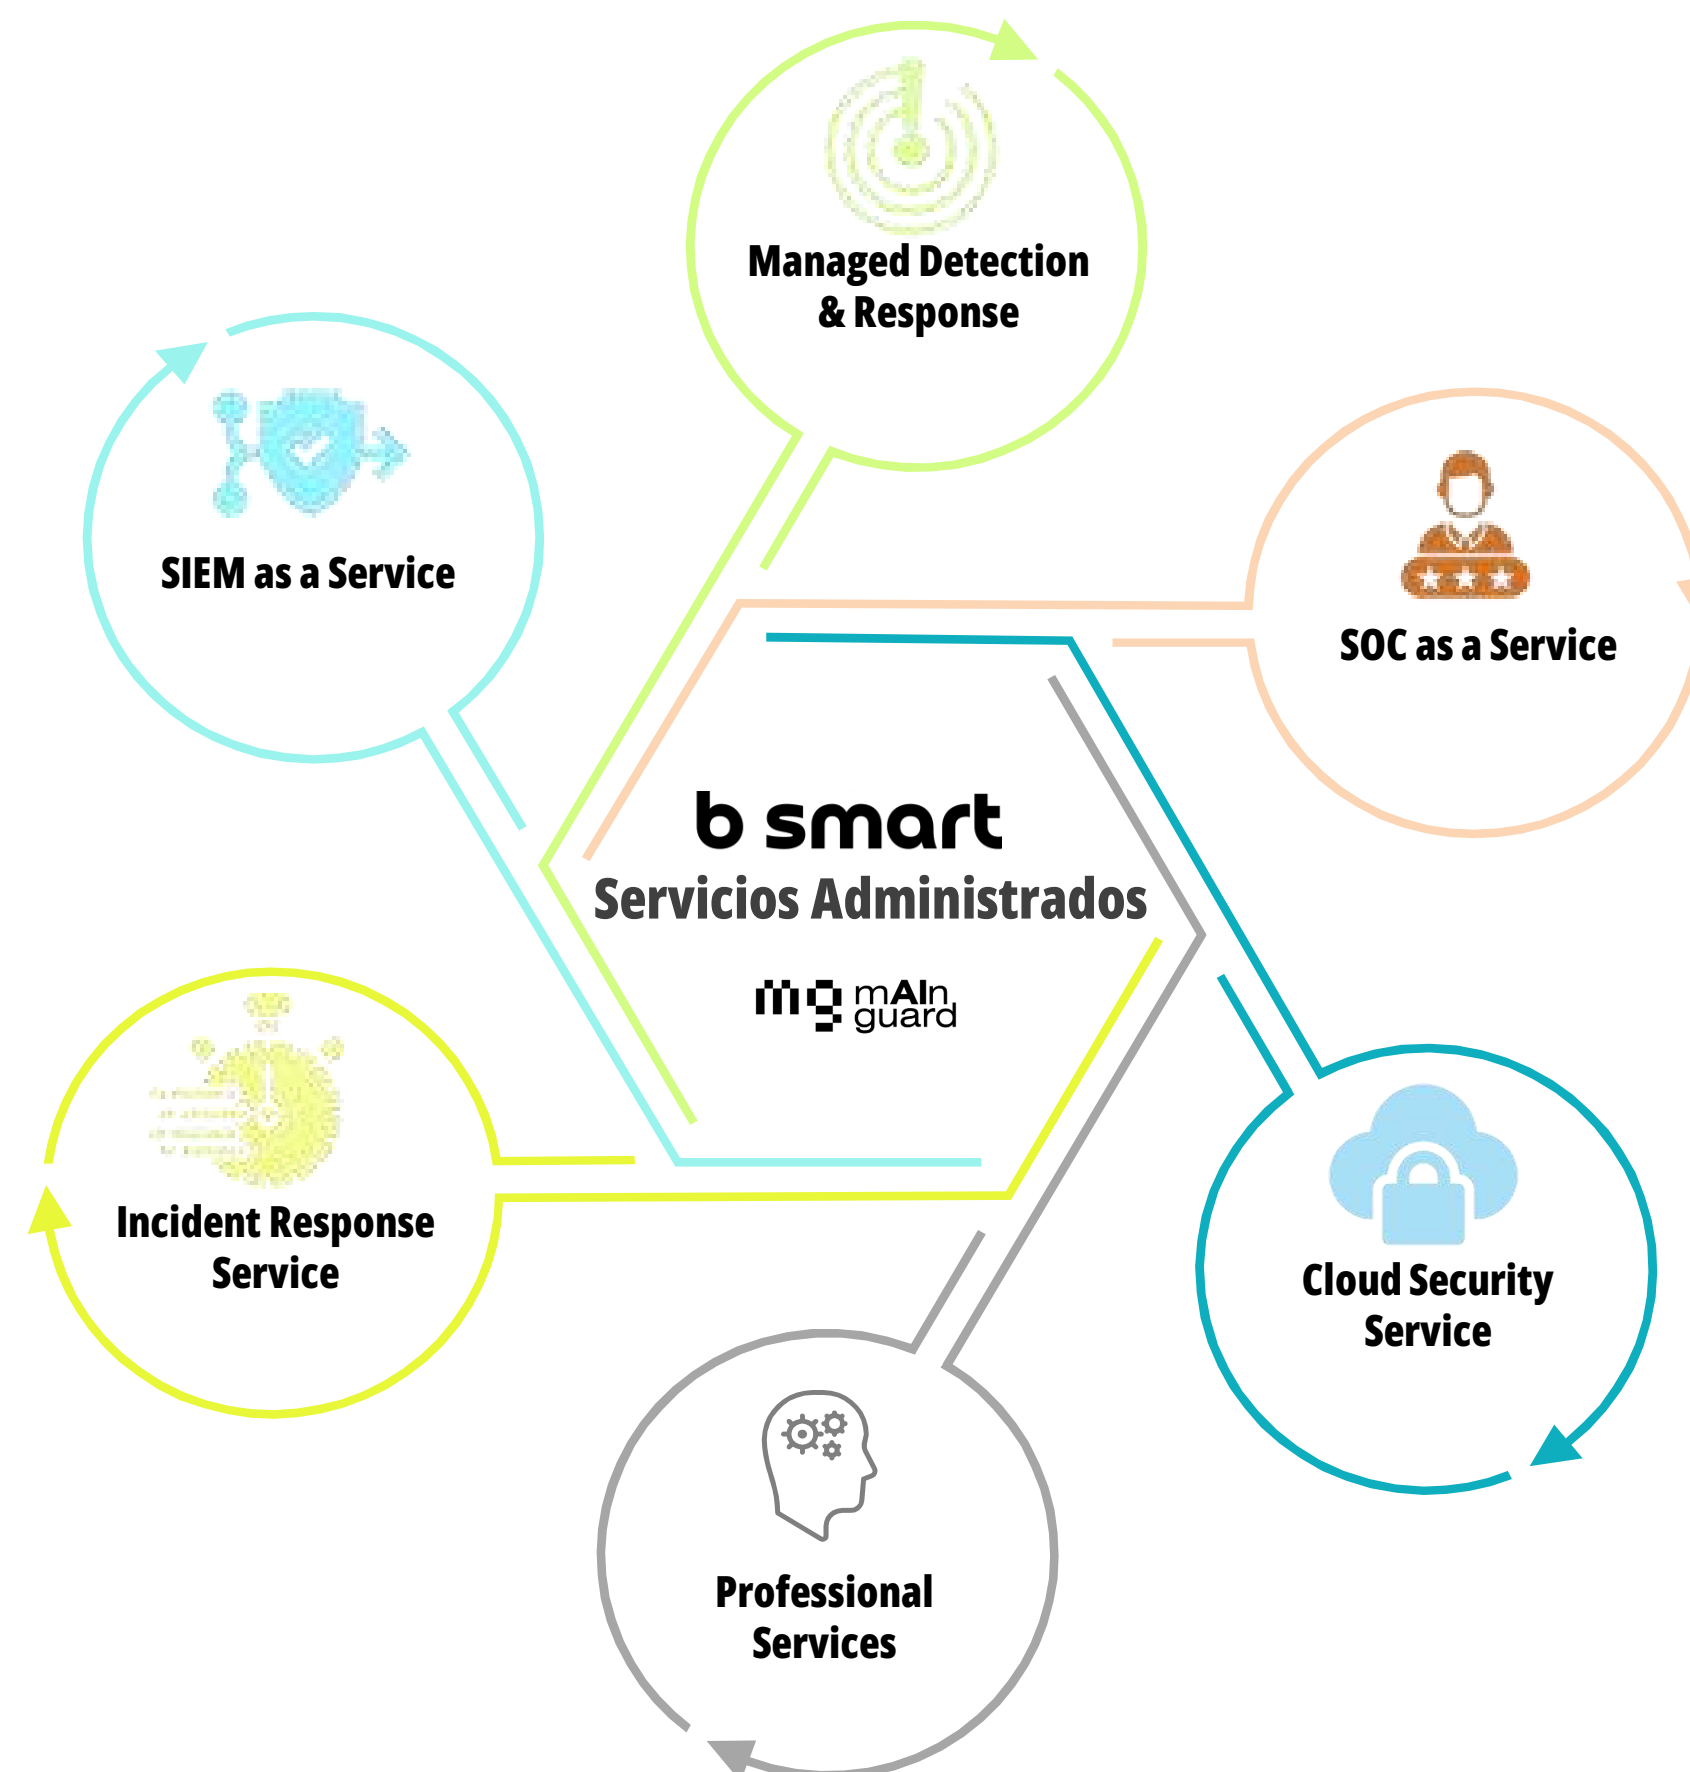 Managed Detection
& Response
SIEM as a Service
SOC as a Service
b smart
Servicios Administrados
mg mAIn
guard
Incident Response
Service
Cloud Security
Service
Professional
Services